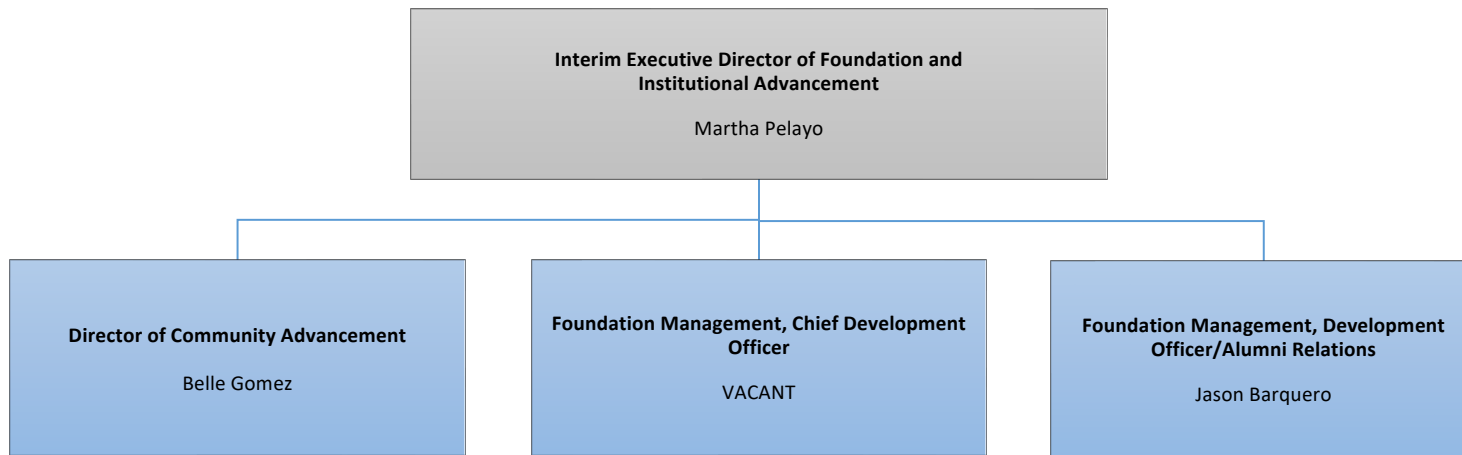 Interim Executive Director of Foundation and
Institutional Advancement
Martha Pelayo
Director of Community Advancement
Belle Gomez
Foundation Management, Chief Development
Officer
VACANT
Foundation Management, Development
Officer/Alumni Relations
Jason Barquero